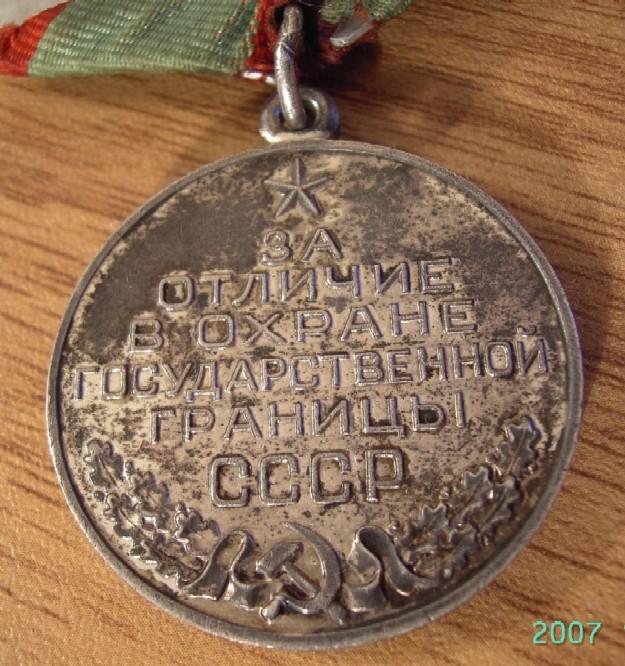 ЗА
ОТЛИЧИЕ
В ОХРАНЕ
ГОСУДАРСТВЕННОЙ
ГРАНИЦЫ
СССР
2007